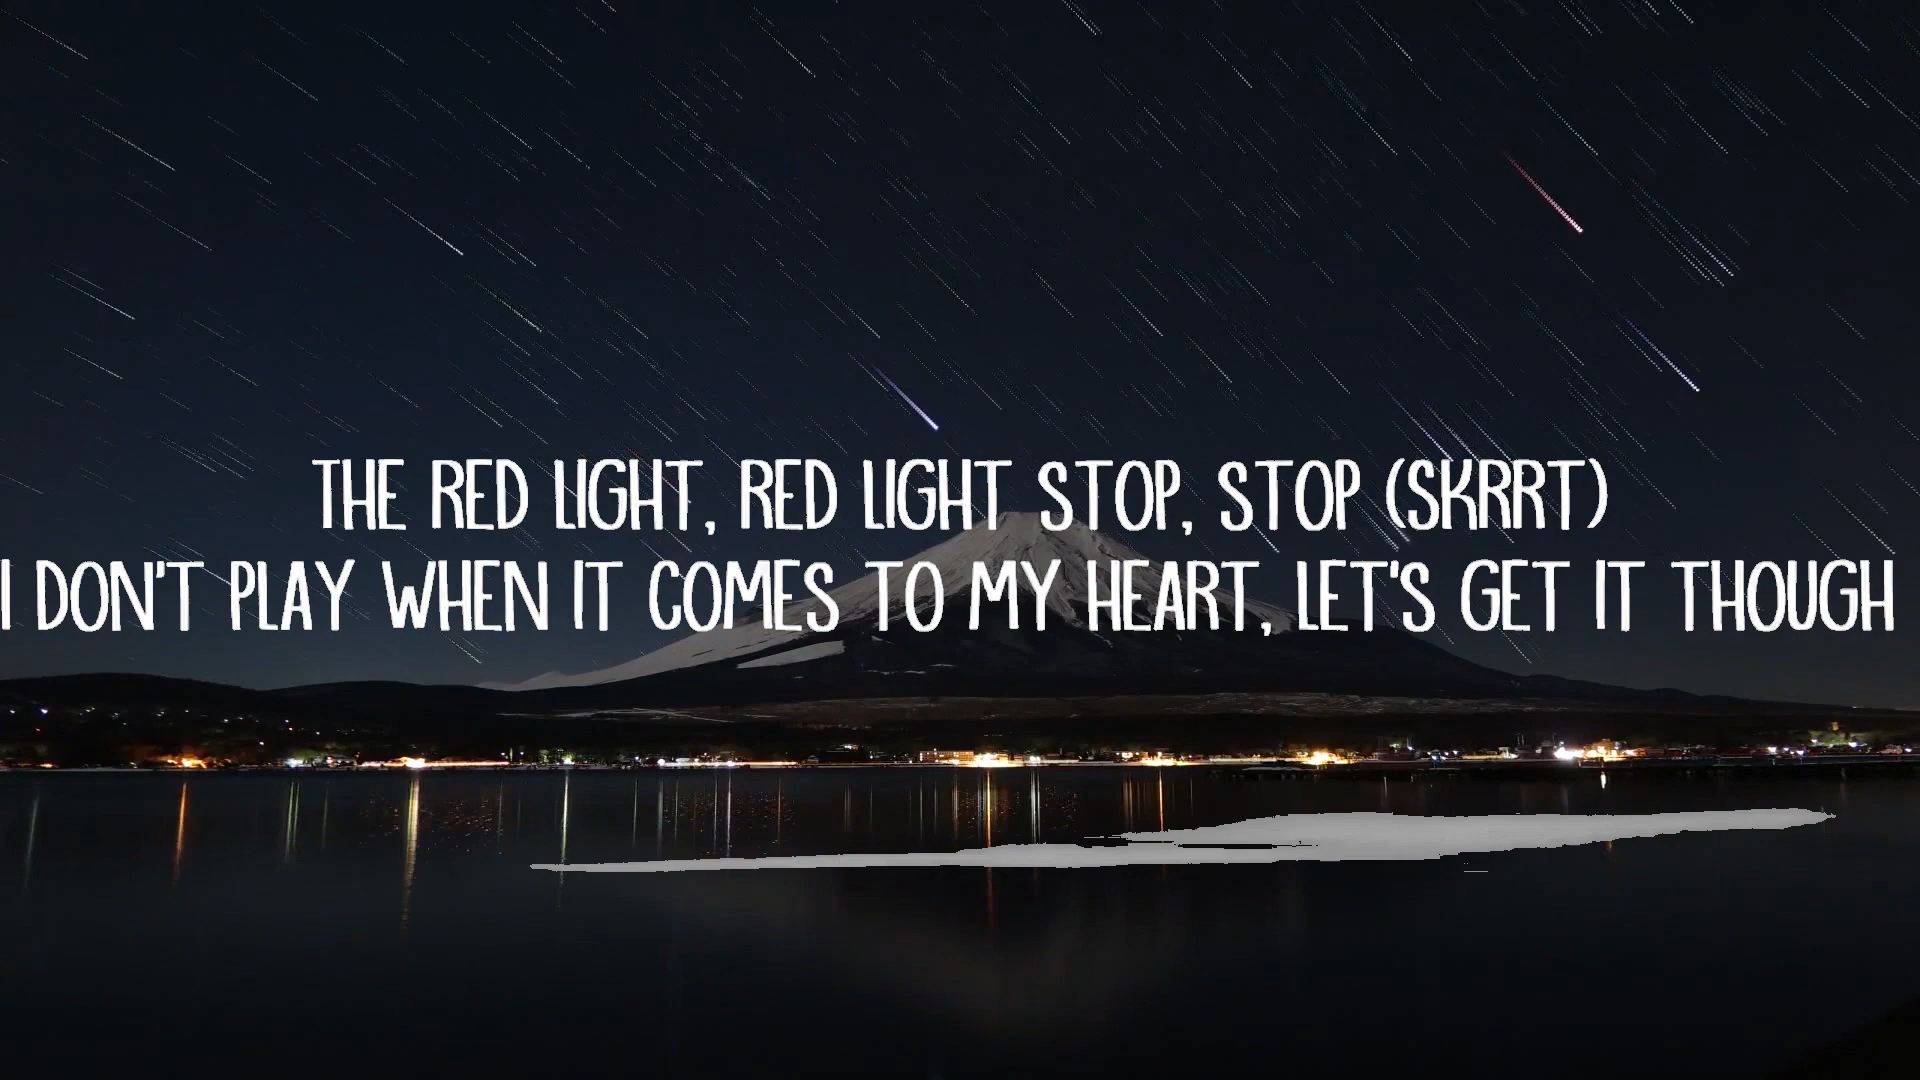 THE RED LIGHT, RED LIGHT STOP, STOP (SKRRT)
I DON'T PLAY WHEN IT COMES TO MY HEART, LET'S GET IT THOUGH